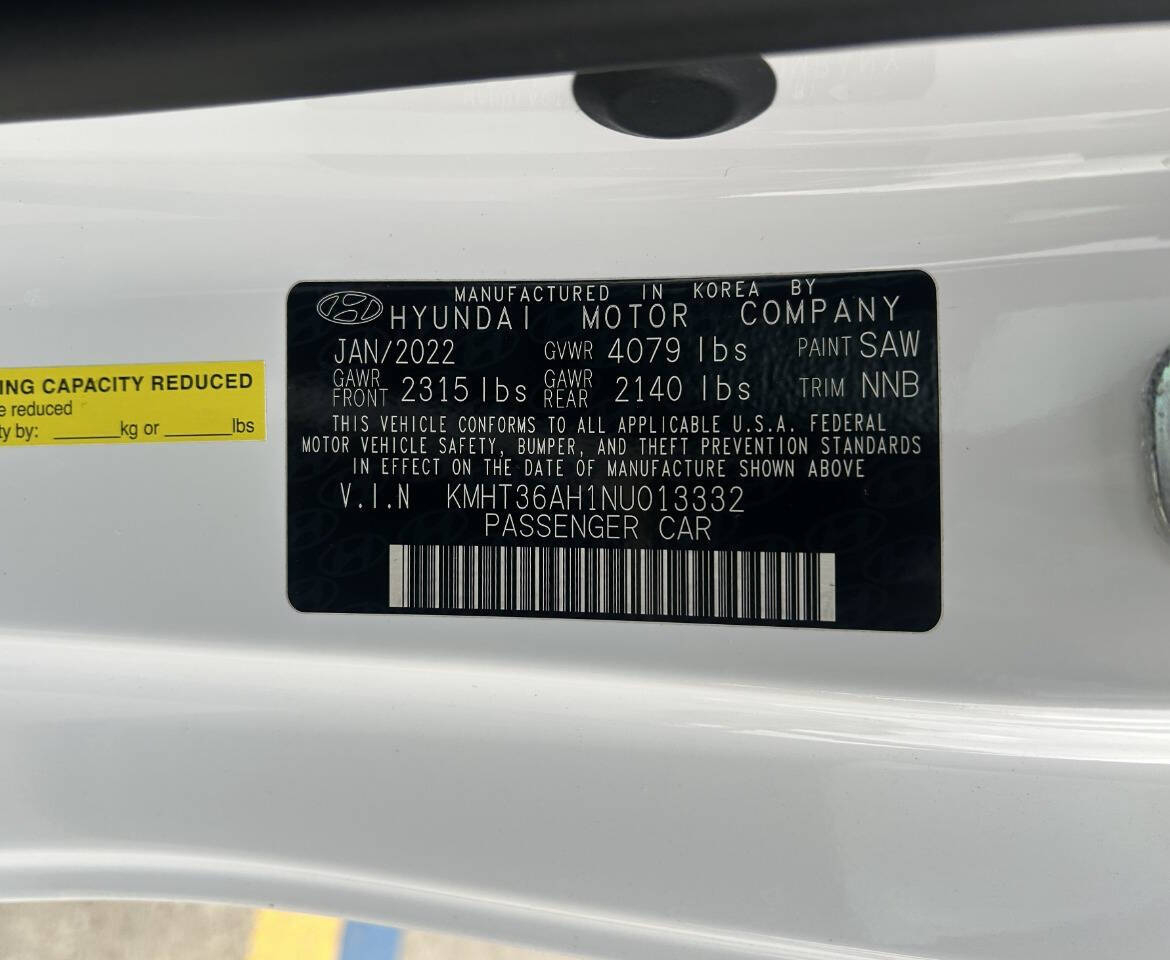 MANUFACTURED IN KOREA BY
HYUNDAI MOTOR COMPANY
JAN/2022 GVWR 4079 lbs PAINT SAW
GAWR FRONT 2315 lbs GAWR REAR 2140 lbs TRIM NNB
THIS VEHICLE CONFORMS TO ALL APPLICABLE U.S.A. FEDERAL
MOTOR VEHICLE SAFETY, BUMPER, AND THEFT PREVENTION STANDARDS
IN EFFECT ON THE DATE OF MANUFACTURE SHOWN ABOVE
V.I.N KMHT36AH1NU013332
PASSENGER CAR
ING CAPACITY REDUCED
e reduced
ty by: ______kg or ______lbs